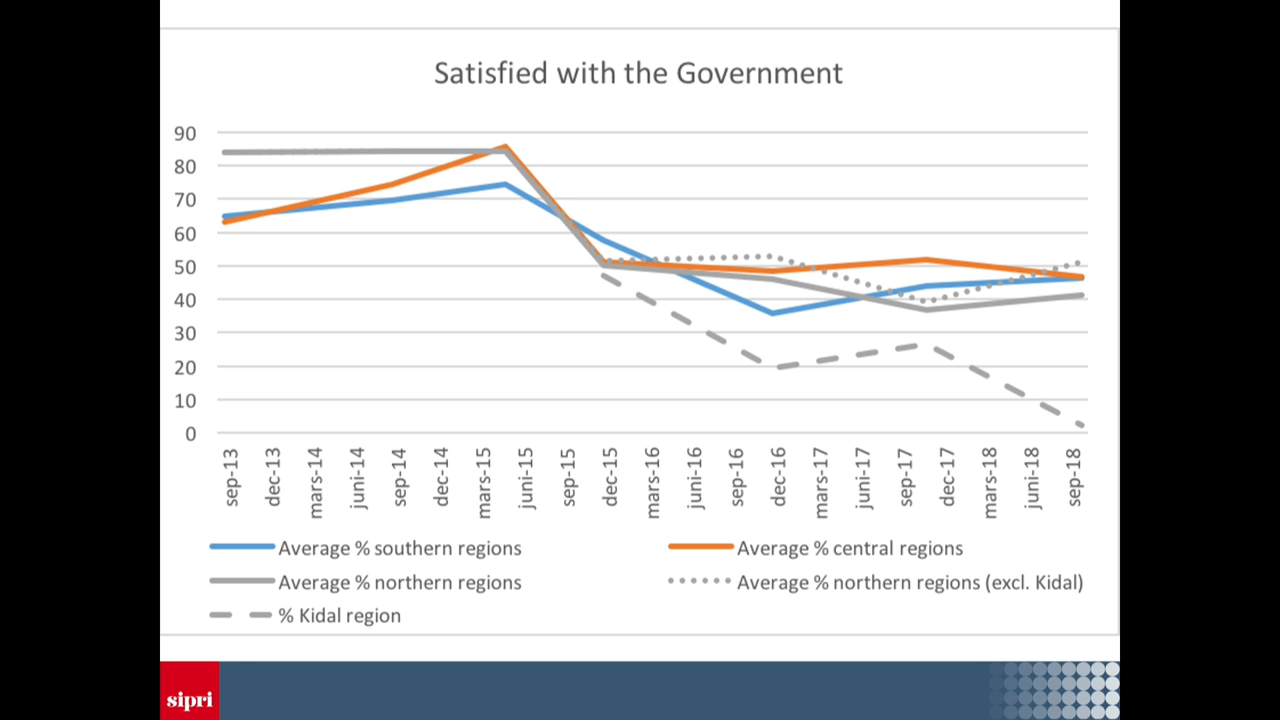 Satisfied with the Government
90
80
70
60
50
40
30
20
10
0
sep-13
dec-13
mars-14
juni-14
sep-14
dec-14
mars-15
juni-15
sep-15
dec-15
mars-16
juni-16
sep-16
dec-16
mars-17
juni-17
sep-17
dec-17
mars-18
juni-18
sep-18
Average % southern regions
Average % central regions
Average % northern regions
Average % northern regions (excl. Kidal)
% Kidal region
sipri